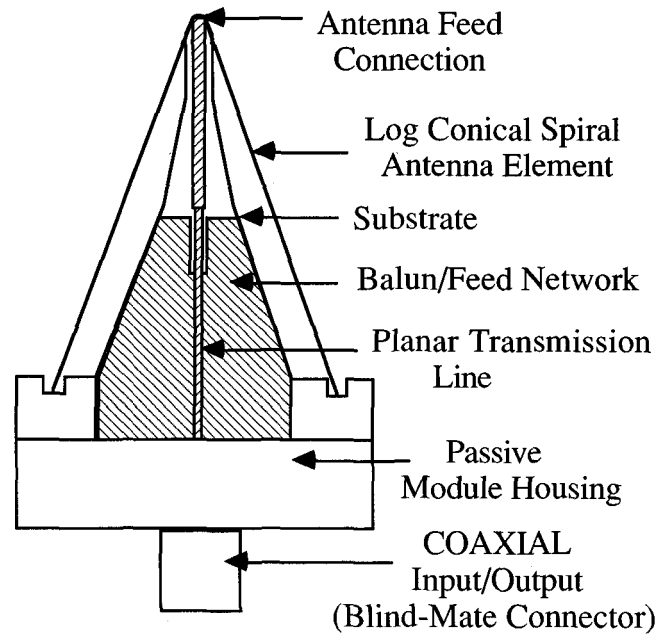 Antenna Feed
Connection
Log Conical Spiral
Antenna Element
Substrate
Balun/Feed Network
Planar Transmission
Line
Passive
Module Housing
COAXIAL
Input/Output
(Blind-Mate Connector)